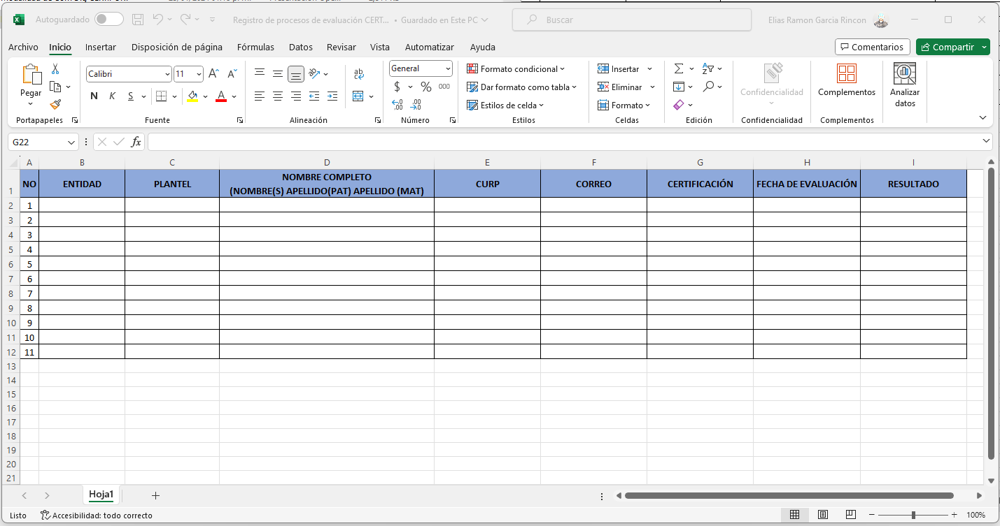 Autoguardado
Registro de procesos de evaluación CERT... • Guardado en Este PC
Buscar
Elias Ramon Garcia Rincon
Archivo Inicio Insertar Disposición de página Fórmulas Datos Revisar Vista Automatizar Ayuda
Comentarios Compartir
Pegar
Portapapeles
Calibri 11
N K S
Fuente
ab
Alineación
General
$ % 000
Número
Formato condicional
Dar formato como tabla
Estilos de celda
Estilos
Insertar
Eliminar
Formato
Celdas
Edición
Confidencialidad
Confidencialidad
Complementos
Complementos
Analizar
datos
G22
fx
A B C D E F G H I
1 NO ENTIDAD PLANTEL NOMBRE COMPLETO
(NOMBRE(S) APELLIDO(PAT) APELLIDO (MAT) CURP CORREO CERTIFICACIÓN FECHA DE EVALUACIÓN RESULTADO
2 1
3 2
4 3
5 4
6 5
7 6
8 7
9 8
10 9
11 10
12 11
13
14
15
16
17
18
19
20
21
Hoja1
Listo Accesibilidad: todo correcto 100%